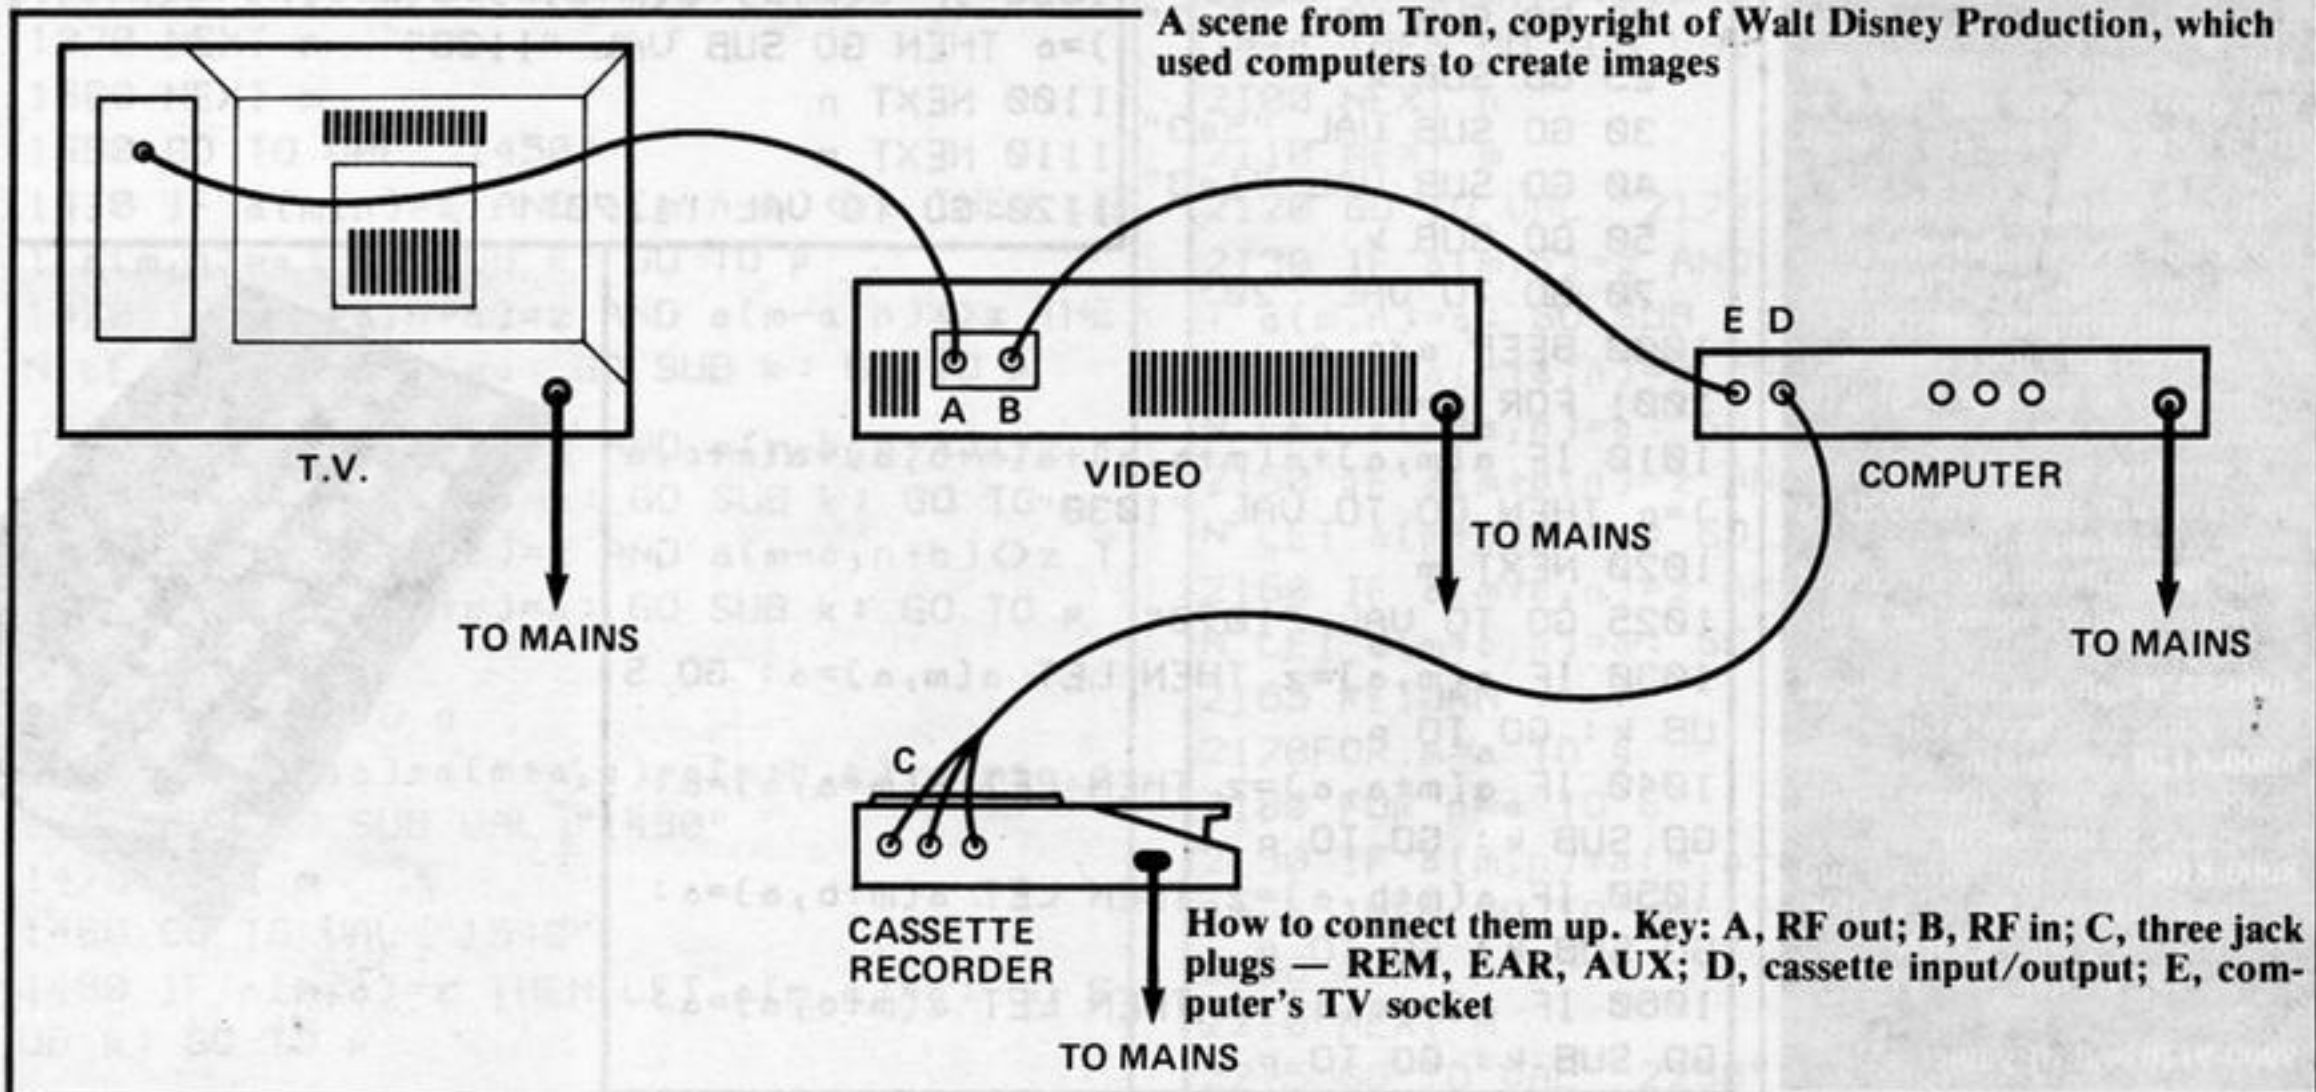 A scene from Tron, copyright of Walt Disney Production, which
used computers to create images
E D
A B
T.V.
VIDEO
COMPUTER
TO MAINS
TO MAINS
TO MAINS
C
CASSETTE
RECORDER
How to connect them up. Key: A, RF out; B, RF in; C, three jack
plugs — REM, EAR, AUX; D, cassette input/output; E, com-
puter's TV socket
TO MAINS